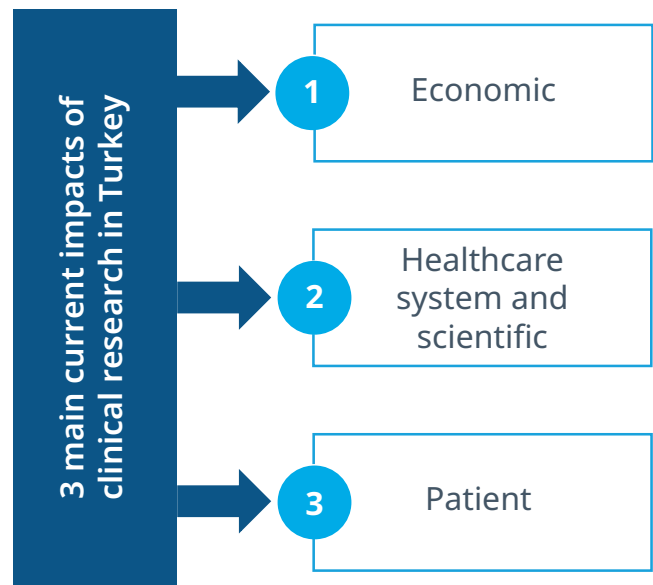 3 main current impacts of
clinical research in Turkey
1
Economic
2
Healthcare
system and
scientific
3
Patient